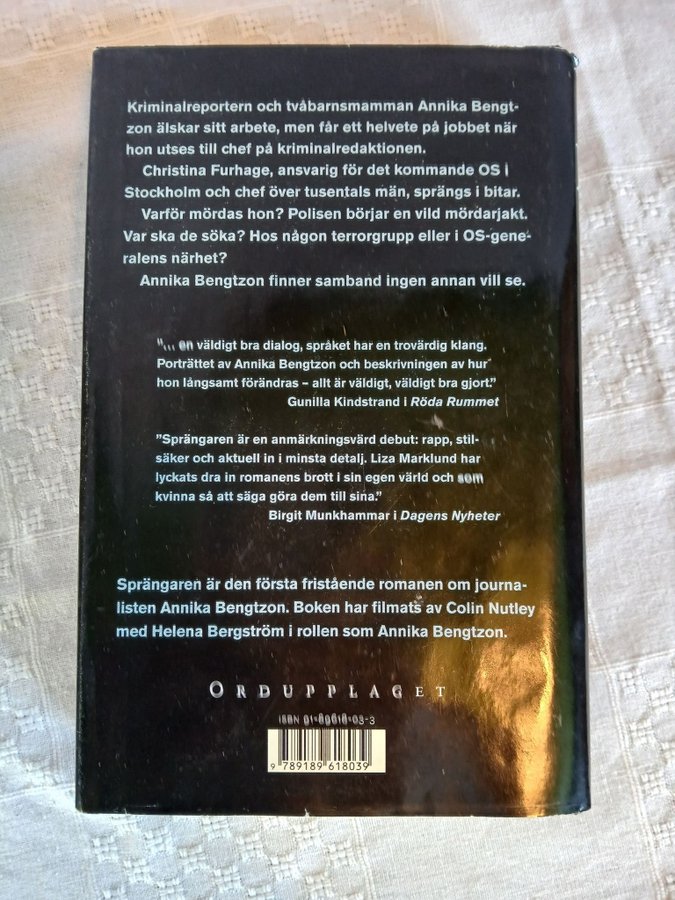 Kriminalreportern och tvåbarnsmamman Annika Bengt-
zon älskar sitt arbete, men får ett helvete på jobbet när
hon utses till chef på kriminalredaktionen.
Christina Furhage, ansvarig för det kommande OS i
Stockholm och chef över tusentals män, sprängs i bitar.
Varför mördas hon? Polisen börjar en vild mördarjakt.
Var ska de söka? Hos någon terrorgrupp eller i OS-gene-
ralens närhet?
Annika Bengtzon finner samband ingen annan vill se.
"... en väldigt bra dialog, språket har en trovärdig klang.
Porträttet av Annika Bengtzon och beskrivningen av hur
hon långsamt förändras – allt är väldigt, väldigt bra gjort."
Gunilla Kindstrand i Röda Rummet
"Sprängaren är en anmärkningsvärd debut: rapp, stil-
säker och aktuell in i minsta detalj. Liza Marklund har
lyckats dra in romanens brott i sin egen värld och som
kvinna så att säga göra dem till sina."
Birgit Munkhammar i Dagens Nyheter
Sprängaren är den första fristående romanen om journa-
listen Annika Bengtzon. Boken har filmats av Colin Nutley
med Helena Bergström i rollen som Annika Bengtzon.
ORDUPPLAGET
ISBN 91-89618-03-3
9 789189 618039